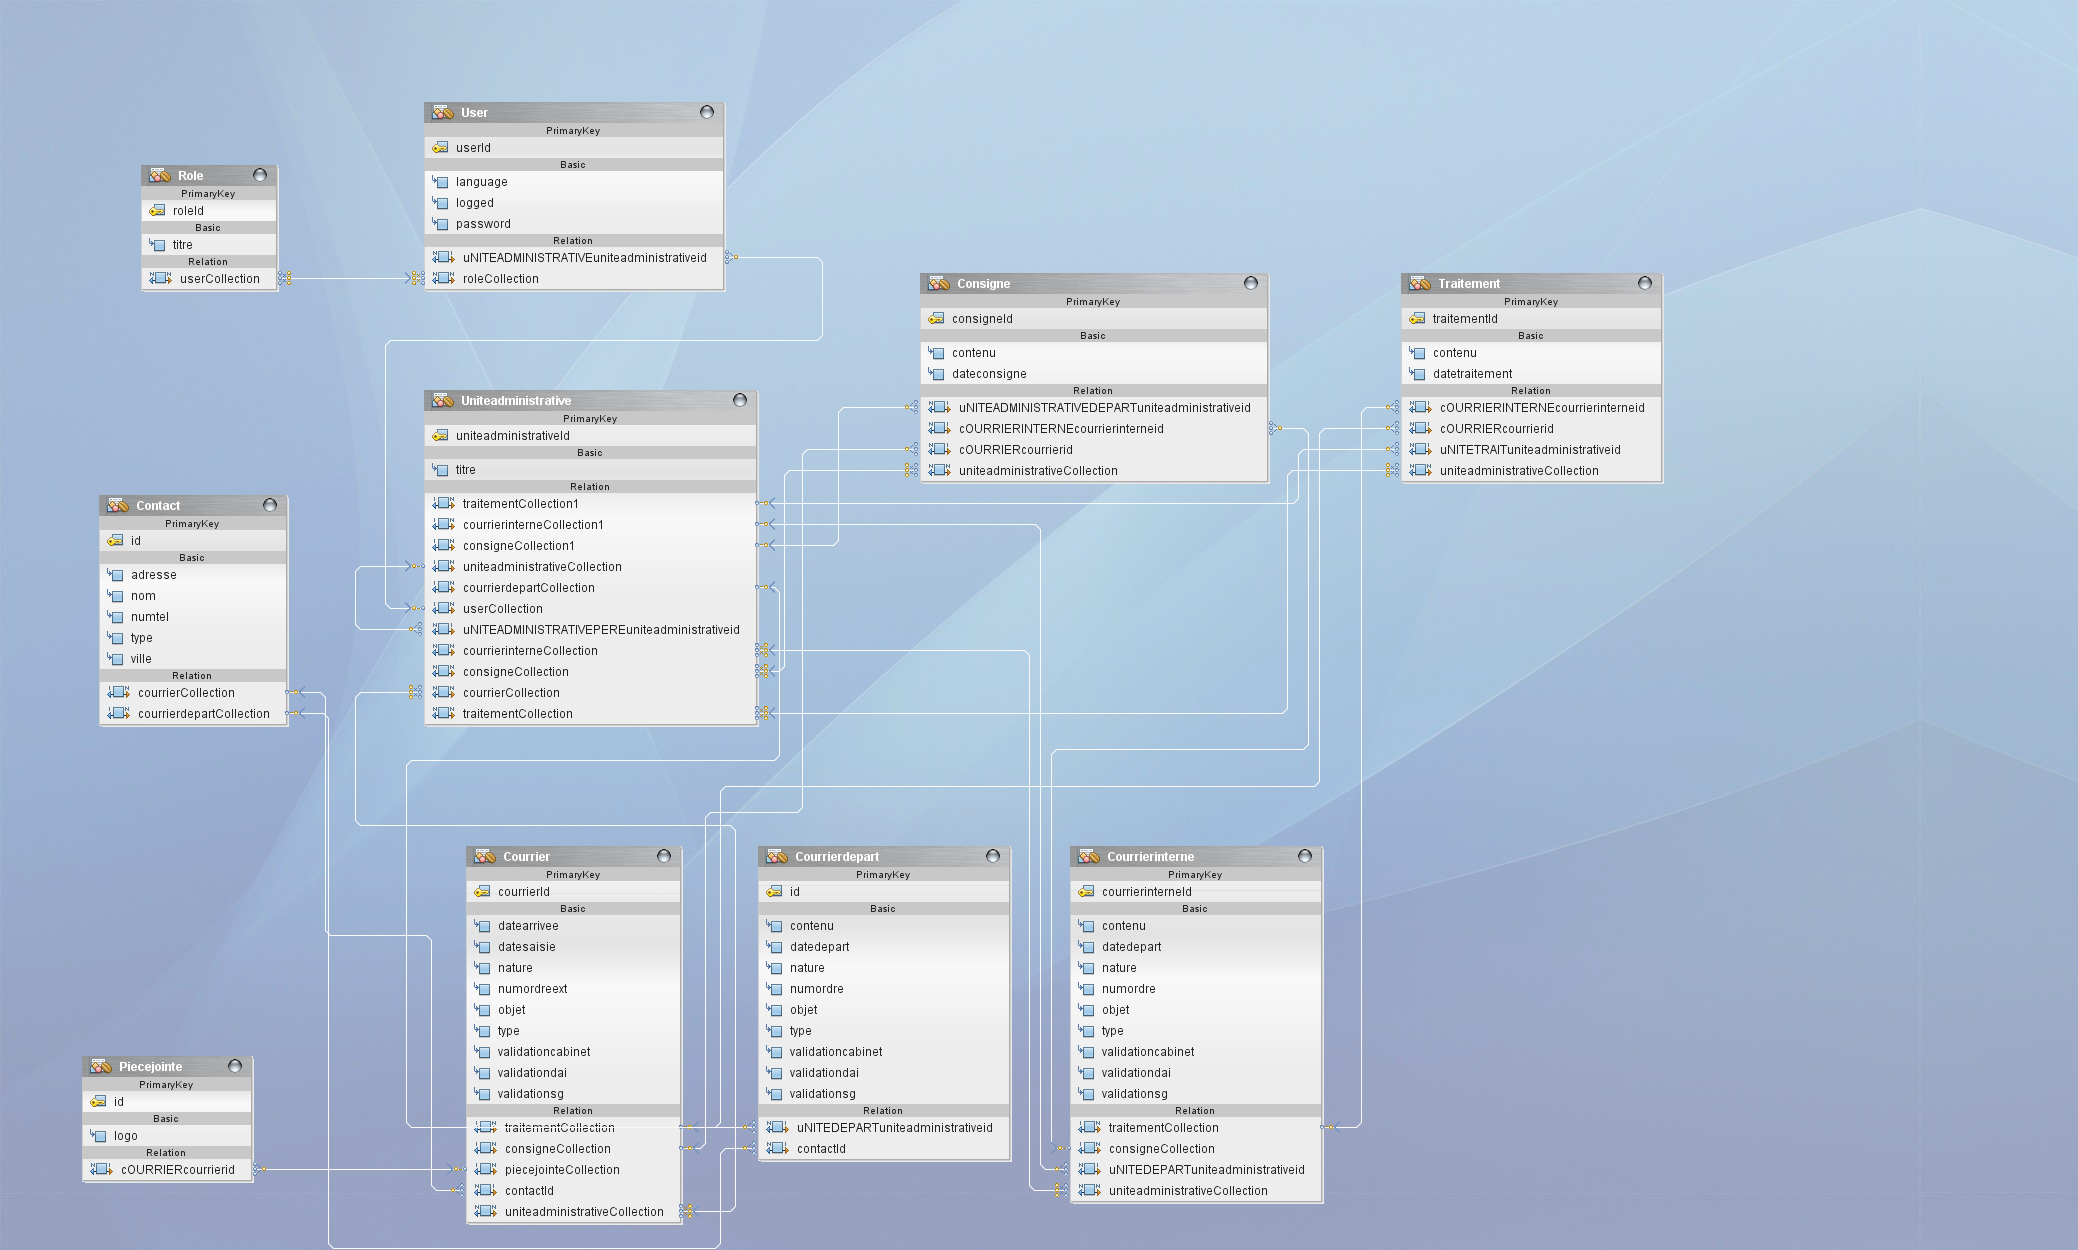 User
PrimaryKey
userId
Basic
language
logged
password
Relation
uNITEADMINISTRATIVEuniteadministrativeid
roleCollection
Role
PrimaryKey
roleId
Basic
titre
Relation
userCollection
Consigne
PrimaryKey
consigneId
Basic
contenu
dateconsigne
Relation
uNITEADMINISTRATIVEDEPARTuniteadministrativeid
cOURRIERINTERNEcourrierinterneid
cOURRIERcourrierid
uniteadministrativeCollection
Traitement
PrimaryKey
traitementId
Basic
contenu
datetraitement
Relation
cOURRIERINTERNEcourrierinterneid
cOURRIERcourrierid
uNITETRAITuniteadministrativeid
uniteadministrativeCollection
Uniteadministrative
PrimaryKey
uniteadministrativeId
Basic
titre
Relation
traitementCollection1
courrierinterneCollection1
consigneCollection1
uniteadministrativeCollection
courrierdepartCollection
userCollection
uNITEADMINISTRATIVEPEREuniteadministrativeid
courrierinterneCollection
consigneCollection
courrierCollection
traitementCollection
Contact
PrimaryKey
id
Basic
adresse
nom
numtel
type
ville
Relation
courrierCollection
courrierdepartCollection
Courrier
PrimaryKey
courrierId
Basic
datearrivee
datesaisie
nature
numordreext
objet
type
validationcabinet
validationdai
validationsg
Relation
traitementCollection
consigneCollection
piecejointeCollection
contactId
uniteadministrativeCollection
Courrierdepart
PrimaryKey
id
Basic
contenu
datedepart
nature
numordre
objet
type
validationcabinet
validationdai
validationsg
Relation
uNITEDEPARTuniteadministrativeid
contactId
Courrierinterne
PrimaryKey
courrierinterneId
Basic
contenu
datedepart
nature
numordre
objet
type
validationcabinet
validationdai
validationsg
Relation
traitementCollection
consigneCollection
uNITEDEPARTuniteadministrativeid
uniteadministrativeCollection
Piecejointe
PrimaryKey
id
Basic
logo
Relation
cOURRIERcourrierid